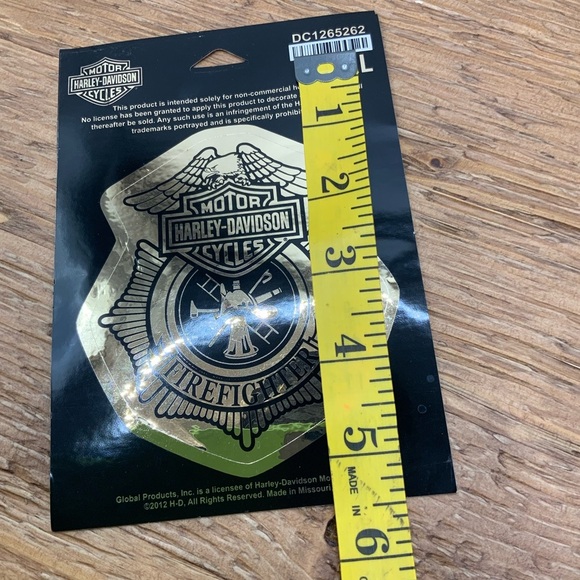 DC1265262
L
MOTOR
HARLEY-DAVIDSON
CYCLES
This product is intended solely for non-commercial
No license has been granted to apply this product to decorate
thereafter be sold. Any such use is an infringement of the
trademarks portrayed and is specifically
MOTOR
HARLEY-DAVIDSON
CYCLES
FIREFIGHTER
Global Products, Inc. is a licensee of Harley-Davidson
©2012 H-D, All Rights Reserved. Made in Missouri,
1
2
3
4
5
MADE IN
6